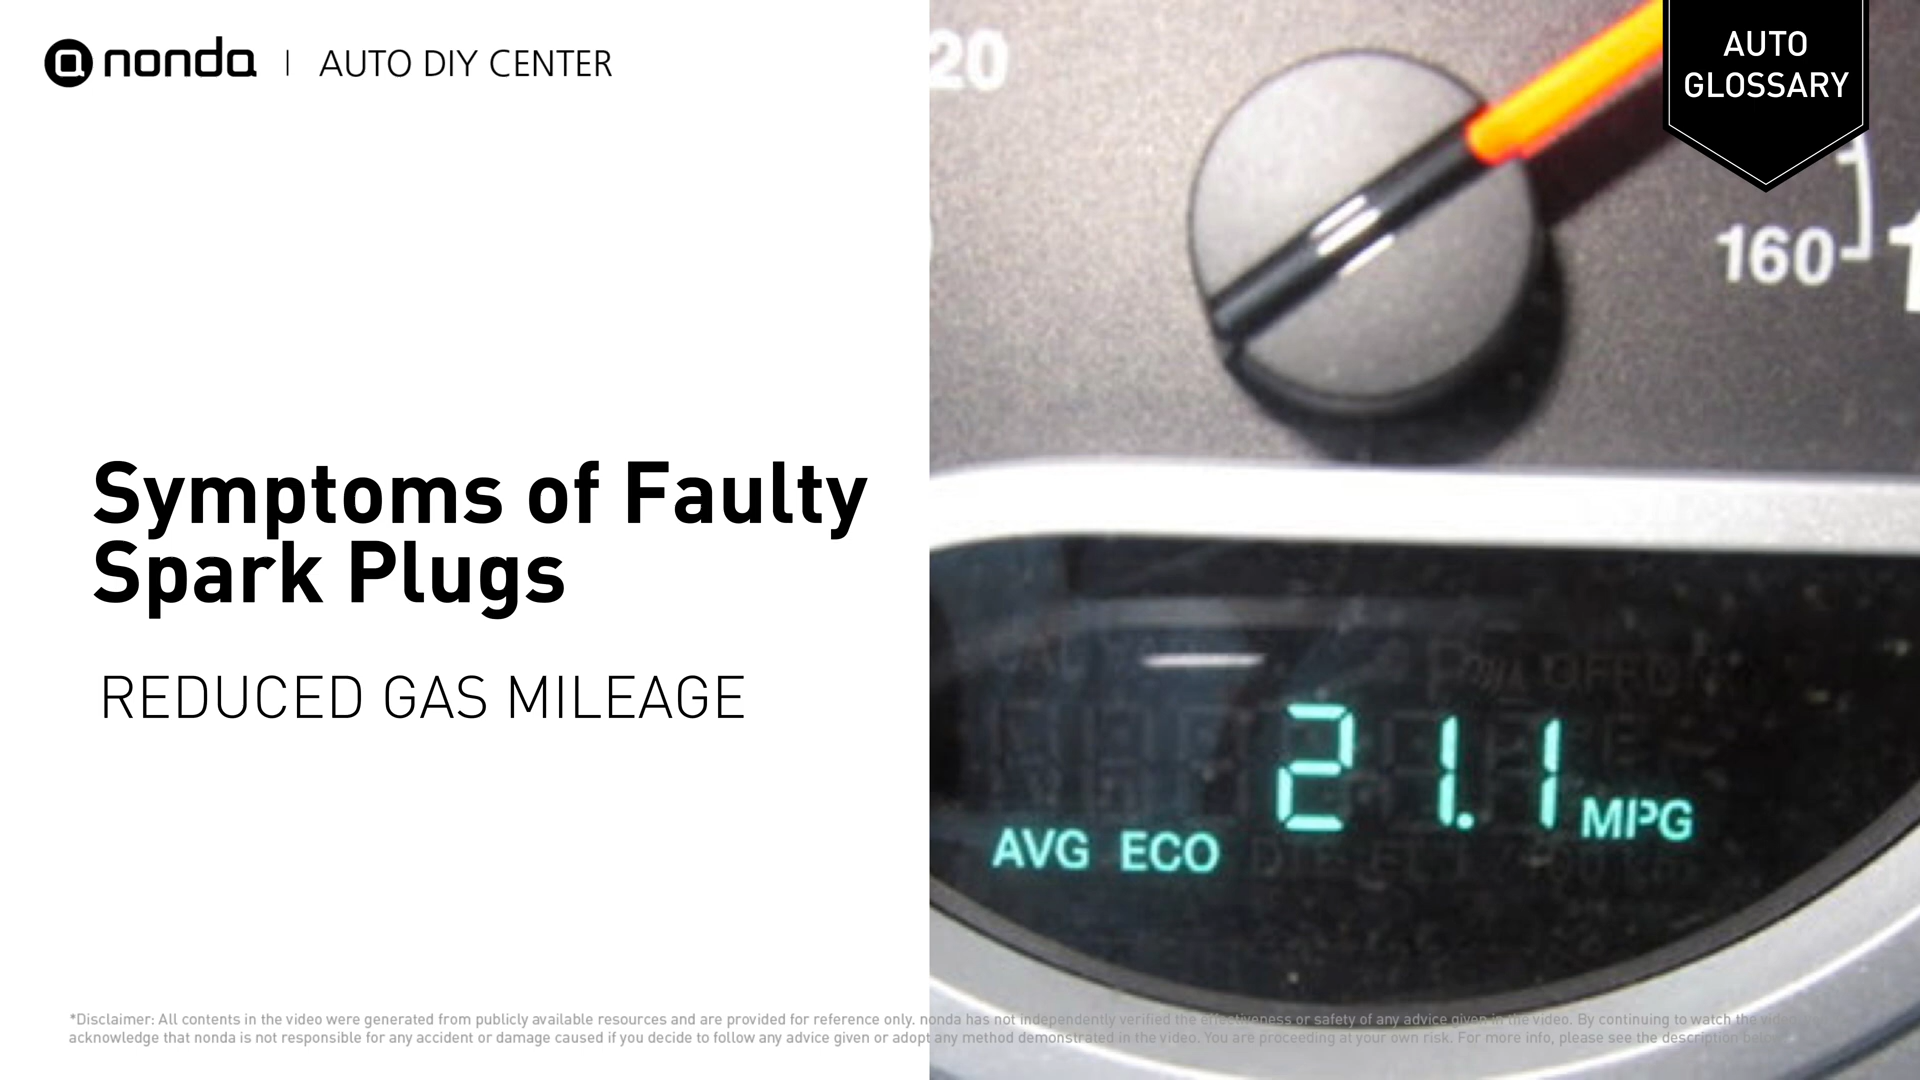 nonda | AUTO DIY CENTER
AUTO
GLOSSARY
20
160
Symptoms of Faulty
Spark Plugs
REDUCED GAS MILEAGE
21.1 MPG
AVG ECO
*Disclaimer: All contents in the video were generated from publicly available resources and are provided for reference only. nonda has not independently verified the effectiveness or safety of any advice given in the video. By continuing to watch the video
acknowledge that nonda is not responsible for any accident or damage caused if you decide to follow any advice given or adopt any method demonstrated in the video. You are proceeding at your own risk. For more info, please see the description below